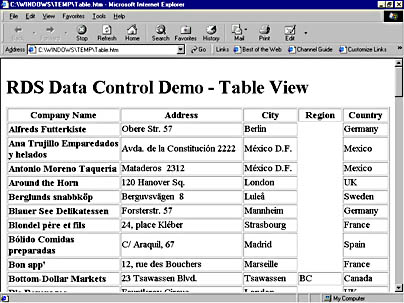 C:\WINDOWS\TEMP\Table.htm - Microsoft Internet Explorer
File Edit View Favorites Tools Help
Back Forward Stop Refresh Home Search Favorites History Mail Print Edit
Address C:\WINDOWS\TEMP\Table.htm Go Links Best of the Web Channel Guide Customize Links
RDS Data Control Demo - Table View
Company Name Address City Region Country
Alfreds Futterkiste Obere Str. 57 Berlin Germany
Ana Trujillo Emparedados
y helados Avda. de la Constitución 2222 México D.F. Mexico
Antonio Moreno Taquería Mataderos 2312 México D.F. Mexico
Around the Horn 120 Hanover Sq. London UK
Berglunds snabbköp Berguvsvägen 8 Luleå Sweden
Blauer See Delikatessen Forsterstr. 57 Mannheim Germany
Blondel père et fils 24, place Kléber Strasbourg France
Bólido Comidas
preparadas C/ Araquil, 67 Madrid Spain
Bon app' 12, rue des Bouchers Marseille France
Bottom-Dollar Markets 23 Tsawassen Blvd. Tsawassen BC Canada
My Computer